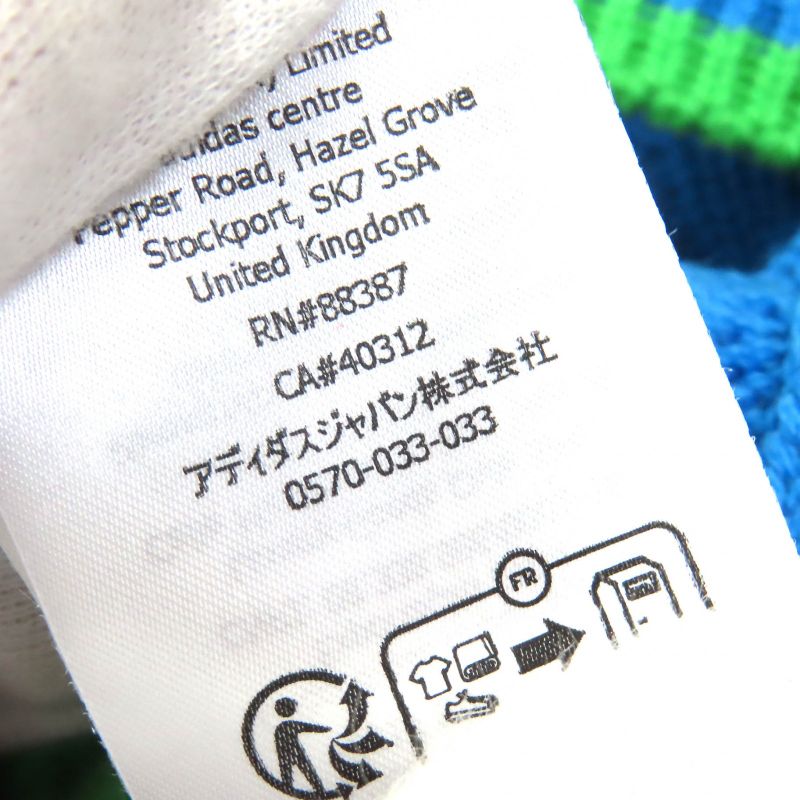 Limited
adidas centre
Pepper Road, Hazel Grove
Stockport, SK7 5SA
United Kingdom
RN#88387
CA#40312
アディダスジャパン株式会社
0570-033-033
FR